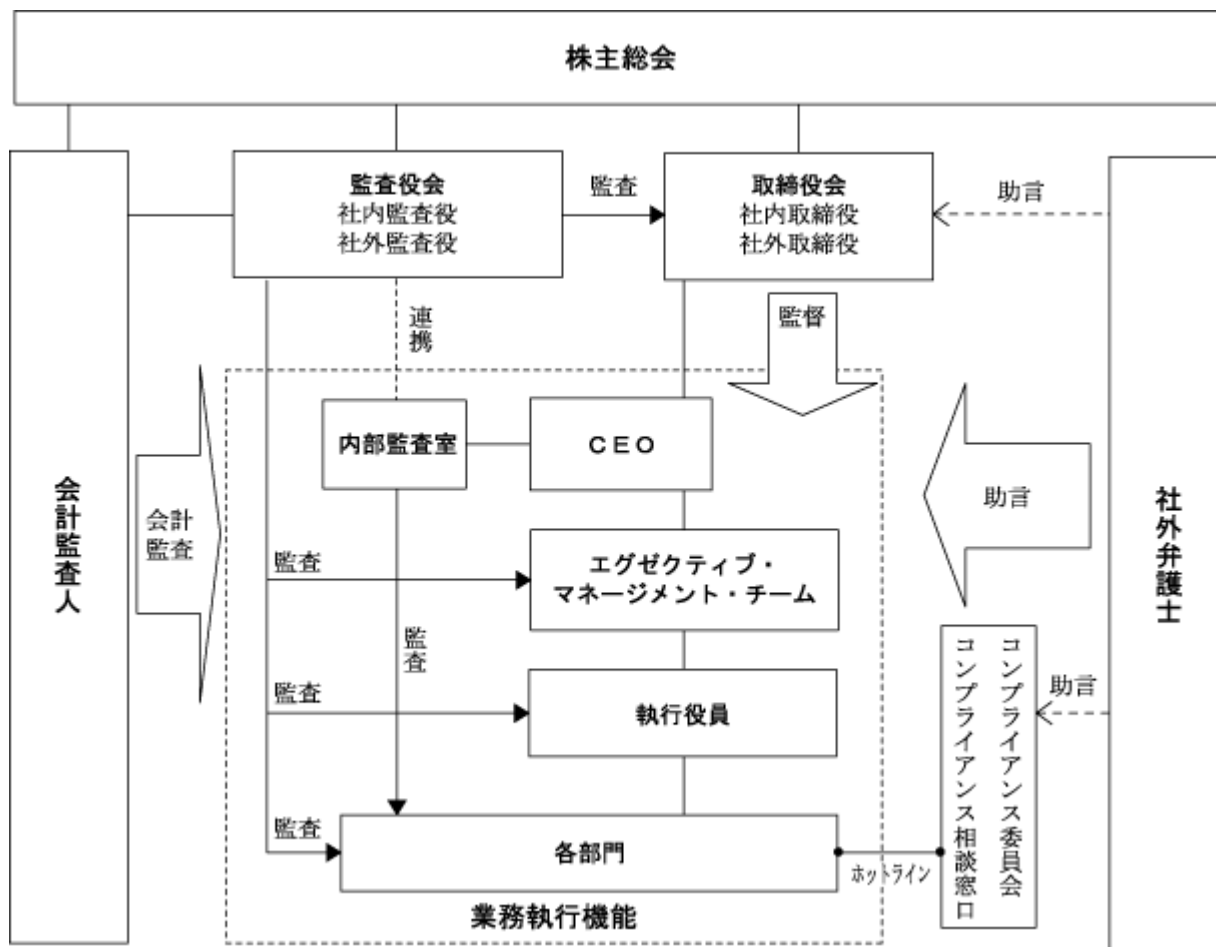 株主総会
監査役会
社内監査役
社外監査役
監査
取締役会
社内取締役
社外取締役
助言
連携
監督
内部監査室
CEO
会計監査人
会計
監査
監査
エグゼクティブ・
マネージメント・チーム
助言
社外弁護士
監査
監査
執行役員
コンプライアンス委員会
コンプライアンス相談窓口
助言
監査
各部門
ホットライン
業務執行機能